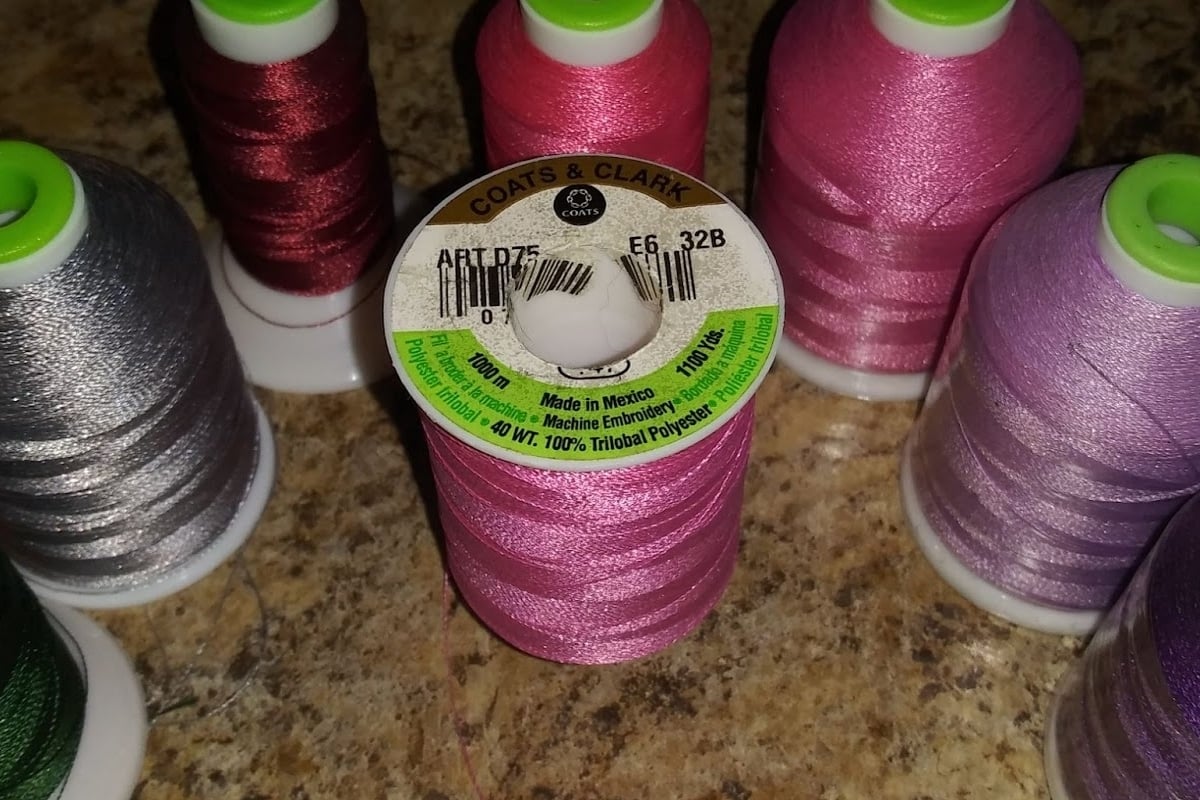 COATS & CLARK
COATS
ART. D75 E6 32B
0
1000 m 1100 Yds.
Made in Mexico
Fil à broder à la machine • Machine Embroidery • Bordado a máquina
Polyester trilobal • 40 WT. 100% Trilobal Polyester • Poliéster trilobal